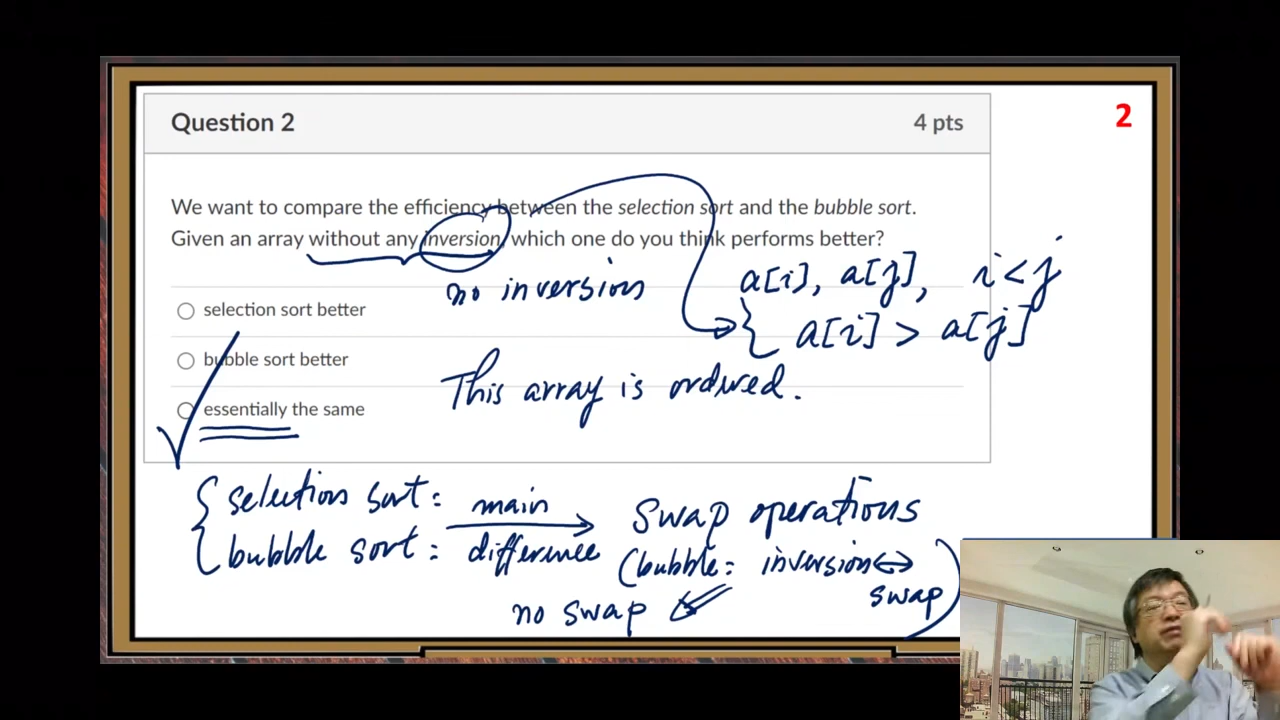 Question 2
4 pts
2
We want to compare the efficiency between the selection sort and the bubble sort.
Given an array without any inversion, which one do you think performs better?
no inversion
a[i], a[j], i<j
{ a[i] > a[j]
selection sort better
bubble sort better
This array is ordered.
essentially the same
{ selection sort: main
swap operations
bubble sort: difference
(bubble: inversion↔
swap)
no swap